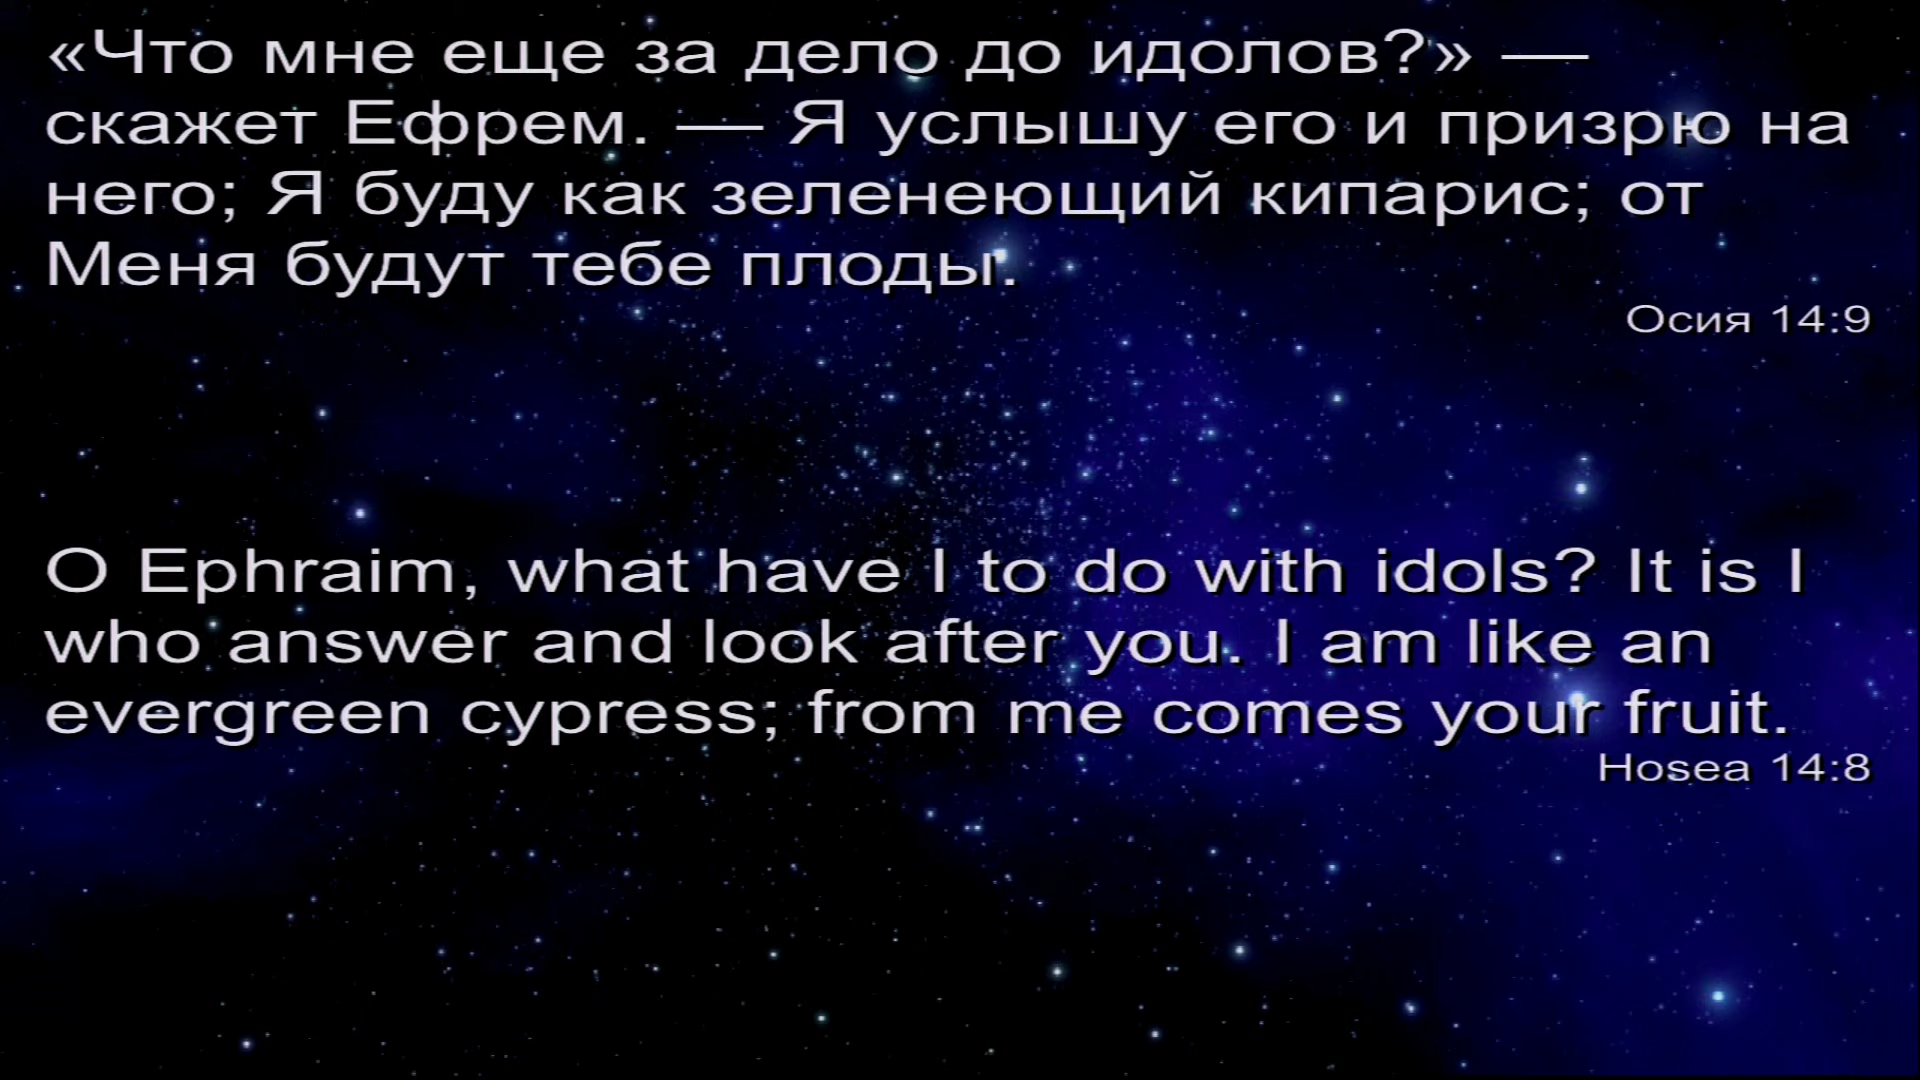 «Что мне еще за дело до идолов?» —
скажет Ефрем. — Я услышу его и призрю на
него; Я буду как зеленеющий кипарис; от
Меня будут тебе плоды.
Осия 14:9
O Ephraim, what have I to do with idols? It is I
who answer and look after you. I am like an
evergreen cypress; from me comes your fruit.
Hosea 14:8